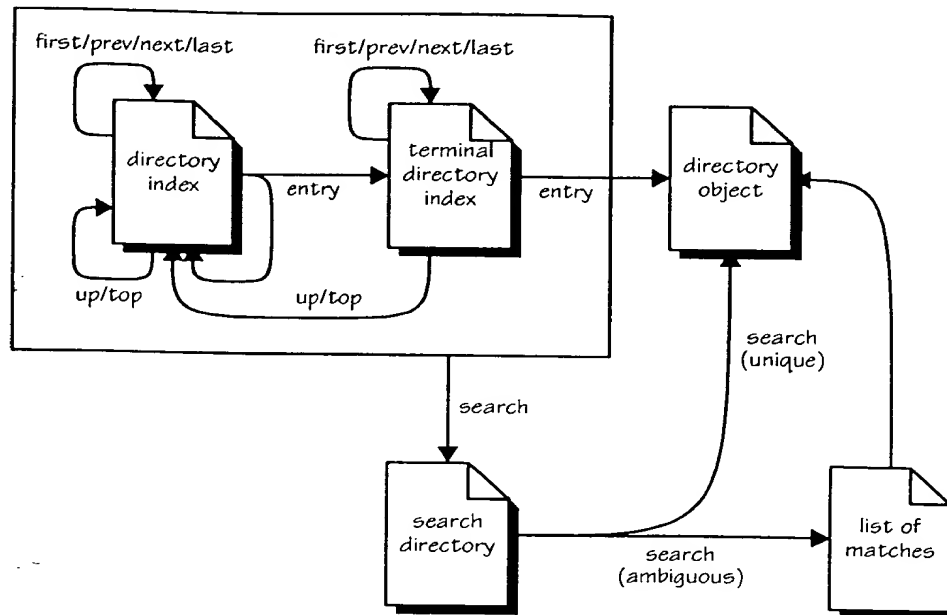 first/prev/next/last
first/prev/next/last
directory
index
entry
terminal
directory
index
entry
directory
object
up/top
up/top
search
(unique)
search
search
directory
search
(ambiguous)
list of
matches